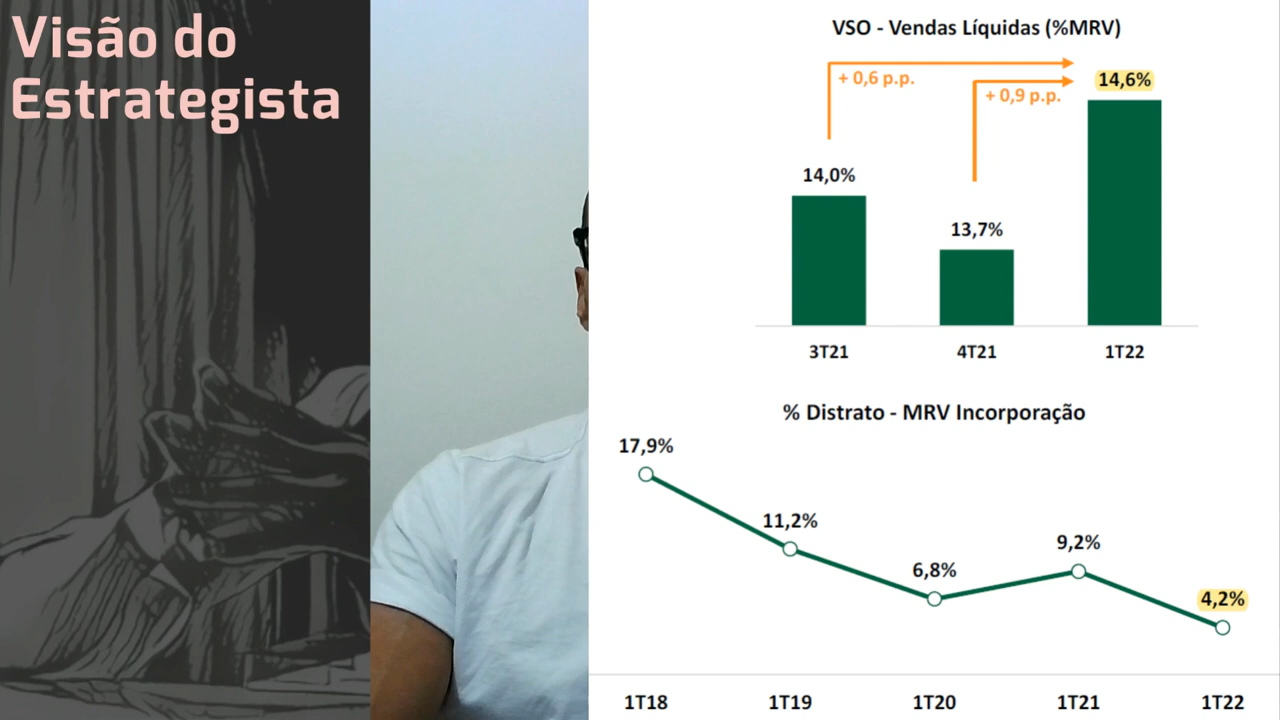 Visão do
Estrategista
VSO - Vendas Líquidas (%MRV)
+ 0,6 p.p.
14,6%
+ 0,9 p.p.
14,0%
13,7%
3T21
4T21
1T22
% Distrato - MRV Incorporação
17,9%
11,2%
6,8%
9,2%
4,2%
1T18
1T19
1T20
1T21
1T22